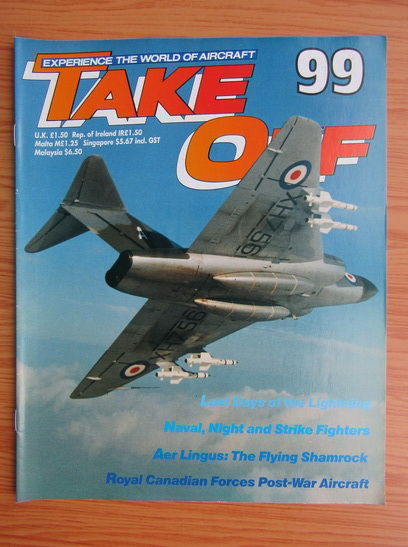 EXPERIENCE THE WORLD OF AIRCRAFT
TAKE
OFF
99
U.K. £1.50 Rep. of Ireland IR£1.50
Malta M£1.25 Singapore $5.67 incl. GST
Malaysia $6.50
XH756
XH756
Last Days of the Lightning
Naval, Night and Strike Fighters
Aer Lingus: The Flying Shamrock
Royal Canadian Forces Post-War Aircraft